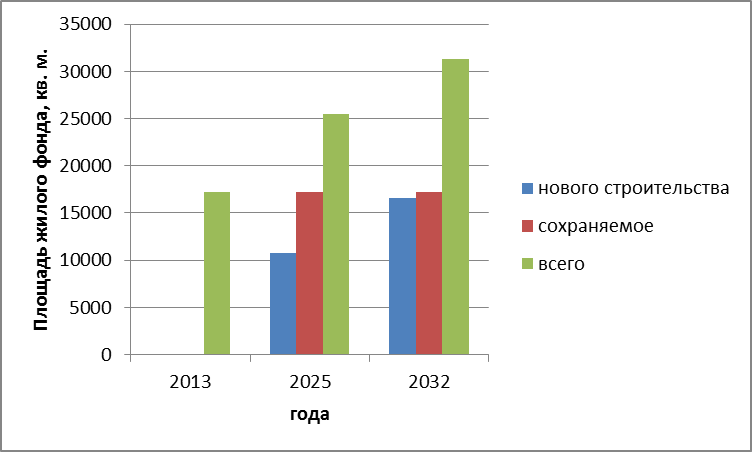 Площадь жилого фонда, кв. м.
35000
30000
25000
20000
15000
10000
5000
0
2013 2025 2032
года
нового строительства
сохраняемое
всего